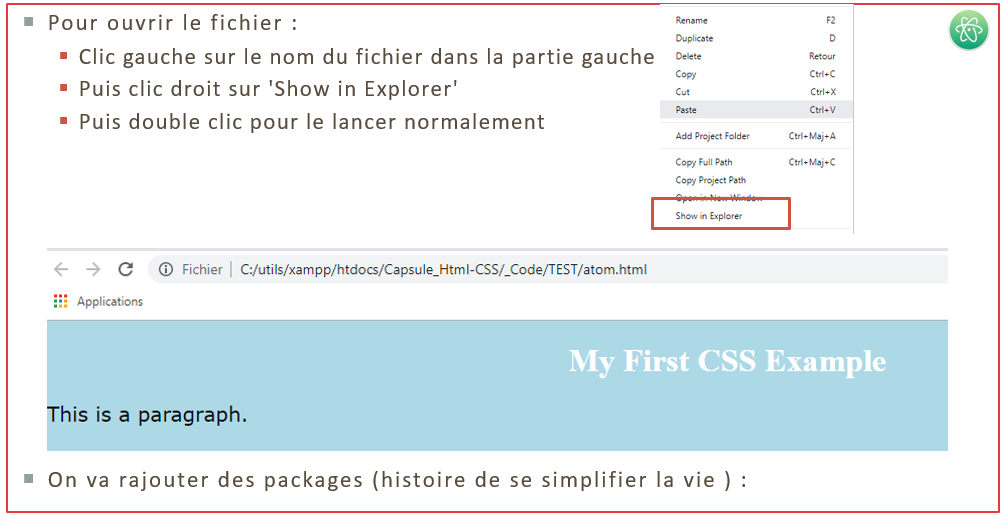 Pour ouvrir le fichier :
Clic gauche sur le nom du fichier dans la partie gauche
Puis clic droit sur 'Show in Explorer'
Puis double clic pour le lancer normalement
Rename F2
Duplicate D
Delete Retour
Copy Ctrl+C
Cut Ctrl+X
Paste Ctrl+V
Add Project Folder Ctrl+Maj+A
Copy Full Path Ctrl+Maj+C
Copy Project Path
Open in New Window
Show in Explorer
Fichier C:/utils/xampp/htdocs/Capsule_Html-CSS/_Code/TEST/atom.html
Applications
My First CSS Example
This is a paragraph.
On va rajouter des packages (histoire de se simplifier la vie ) :